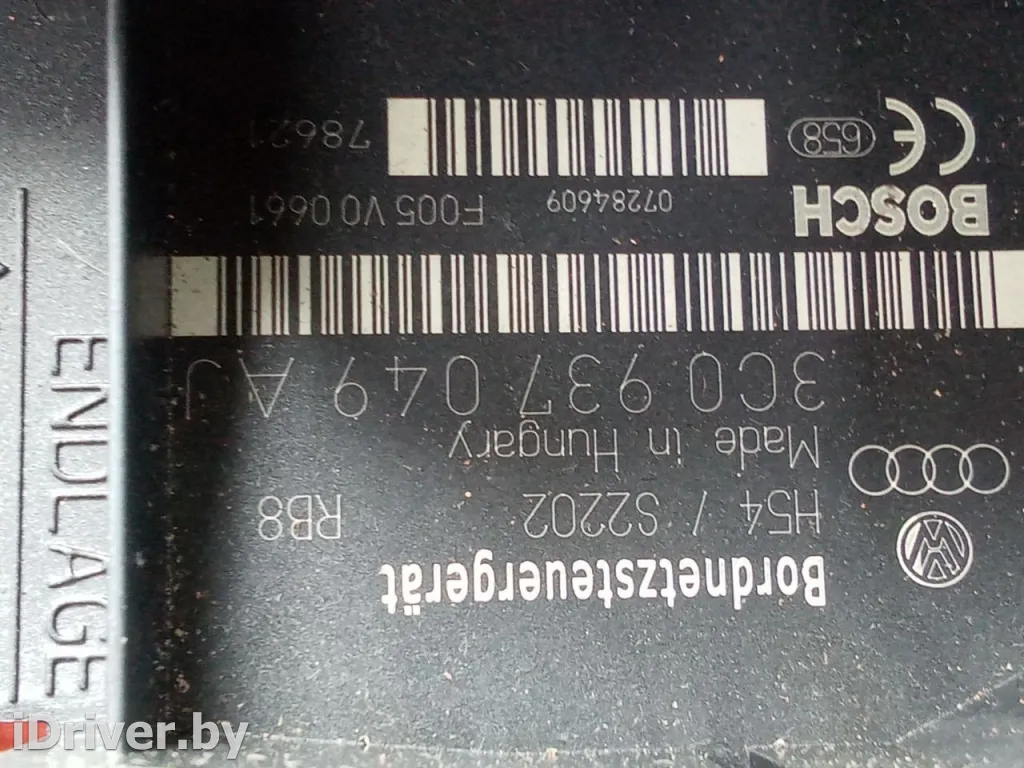 Bordnetzsteuergerät
H54 / S2202 RB8
Made in Hungary
3C0 937 049 AJ
BOSCH
07284609
F005 V0 0661
658
78621
ENDLAGE
iDriver.by